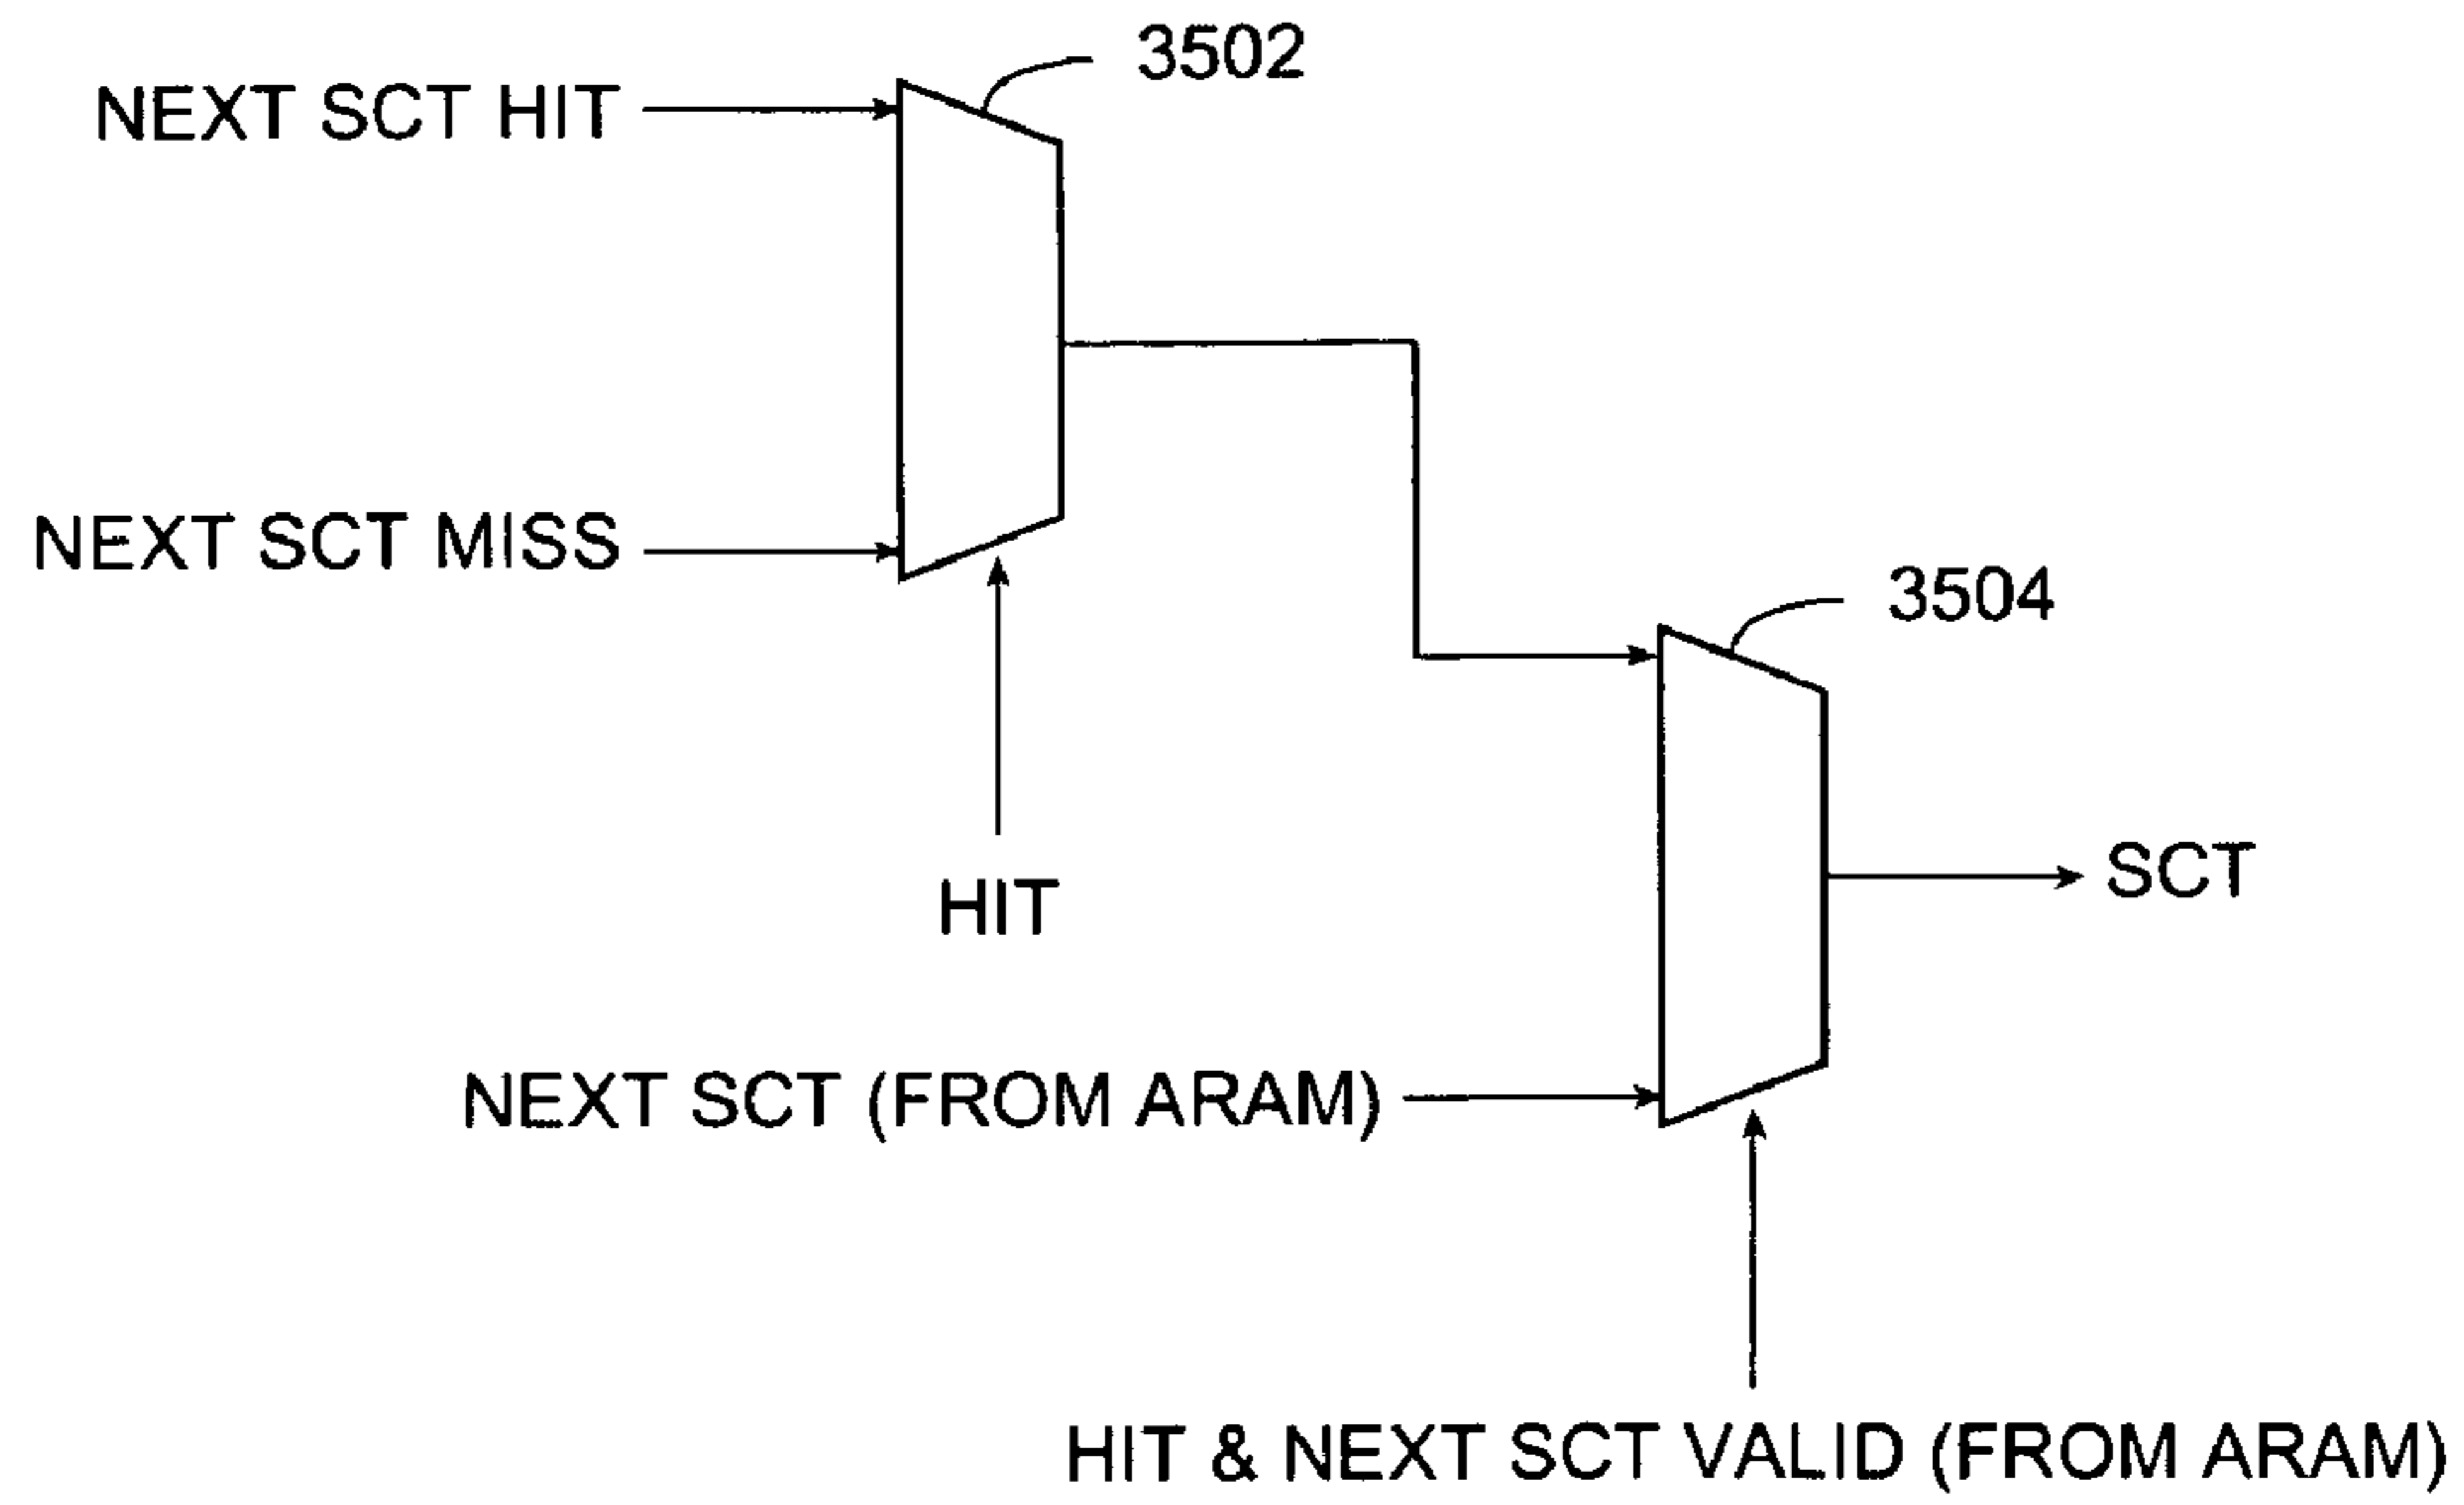 3502
NEXT SCT HIT
NEXT SCT MISS
3504
SCT
HIT
NEXT SCT (FROM ARAM)
HIT & NEXT SCT VALID (FROM ARAM)